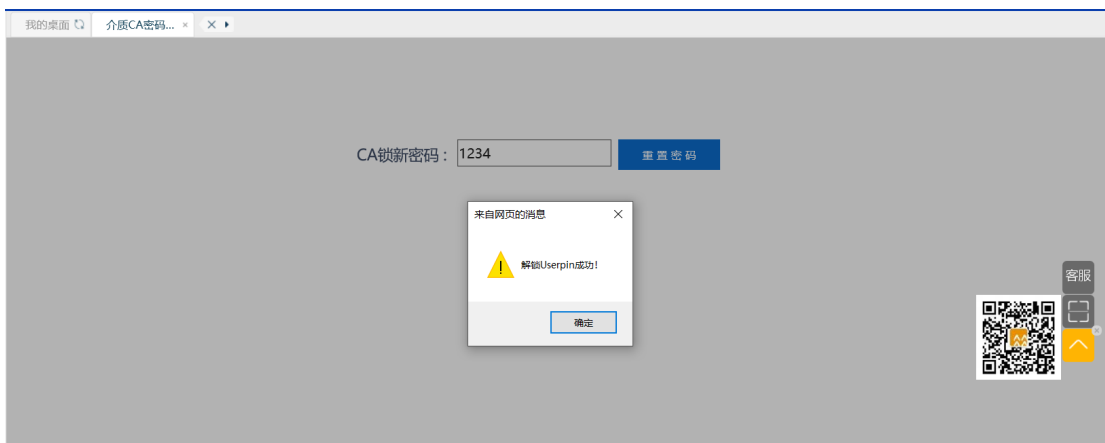 我的桌面 介质CA密码... × ×
CA锁新密码： 1234 重置密码
来自网页的消息
解锁Userpin成功！
确定
客服